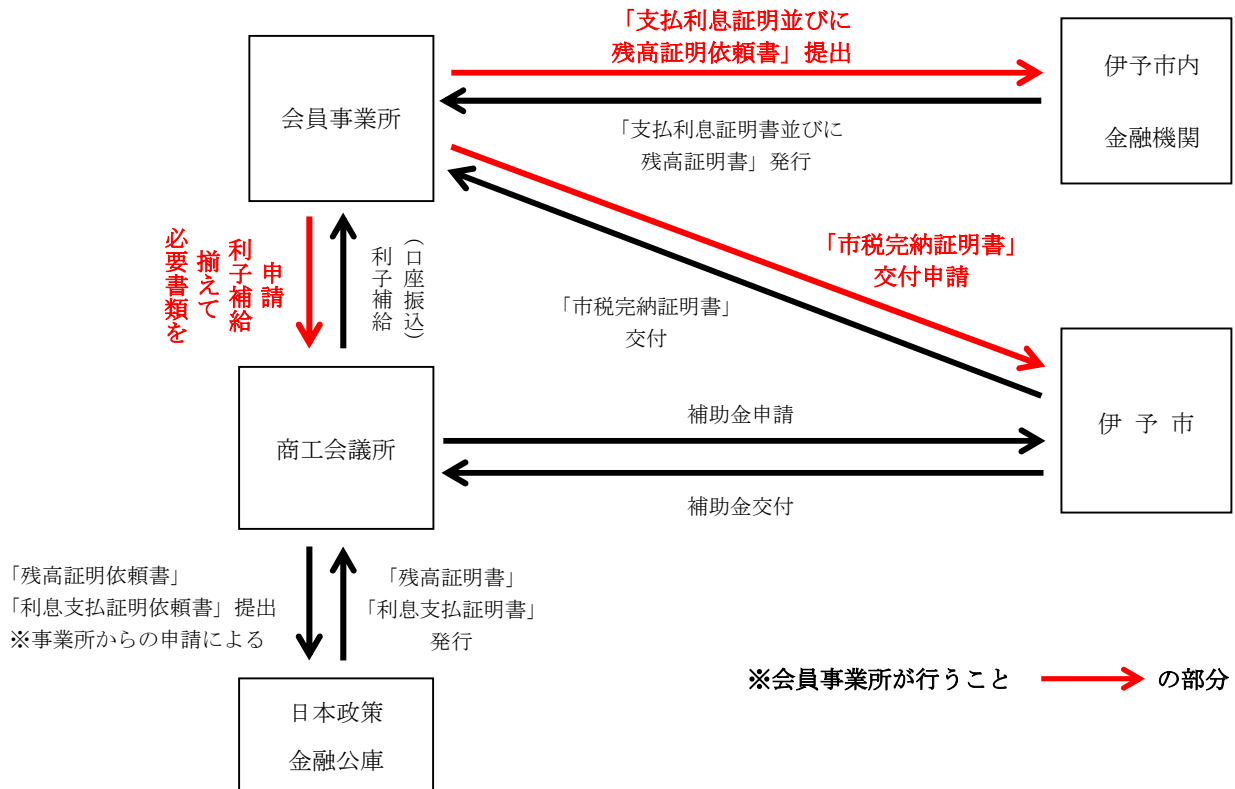 「支払利息証明並びに
残高証明依頼書」提出
会員事業所
伊予市内
金融機関
「支払利息証明書並びに
残高証明書」発行
必要書類を
揃えて
利子補給
申請
利子補給
（口座振込）
「市税完納証明書」
交付申請
「市税完納証明書」
交付
商工会議所
補助金申請
伊 予 市
補助金交付
「残高証明依頼書」
「利息支払証明依頼書」提出
※事業所からの申請による
「残高証明書」
「利息支払証明書」
発行
日本政策
金融公庫
※会員事業所が行うこと の部分